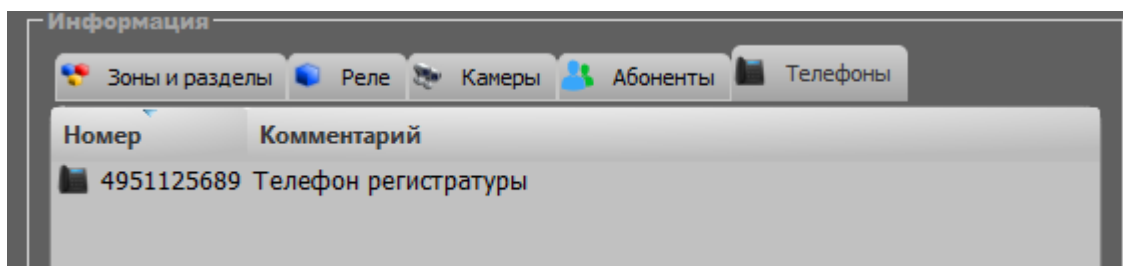 Информация
Зоны и разделы Реле Камеры Абоненты Телефоны
Номер Комментарий
4951125689 Телефон регистратуры